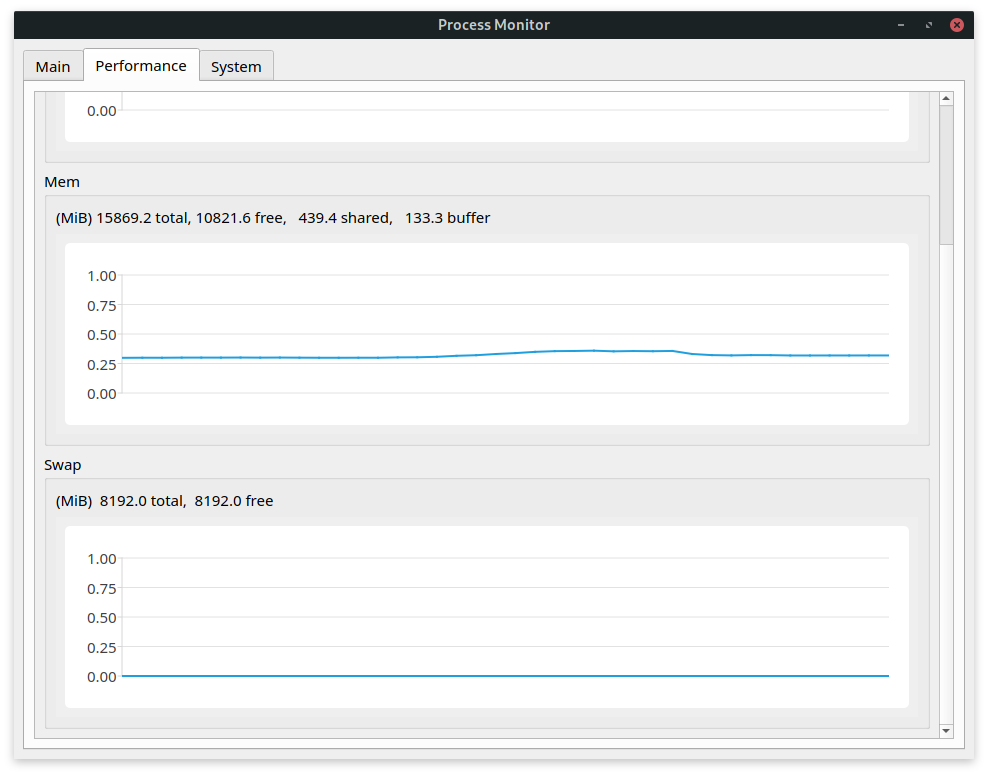 Process Monitor
Main Performance System
0.00
Mem
(MiB) 15869.2 total, 10821.6 free,   439.4 shared,   133.3 buffer
1.00
0.75
0.50
0.25
0.00
Swap
(MiB)  8192.0 total,  8192.0 free
1.00
0.75
0.50
0.25
0.00